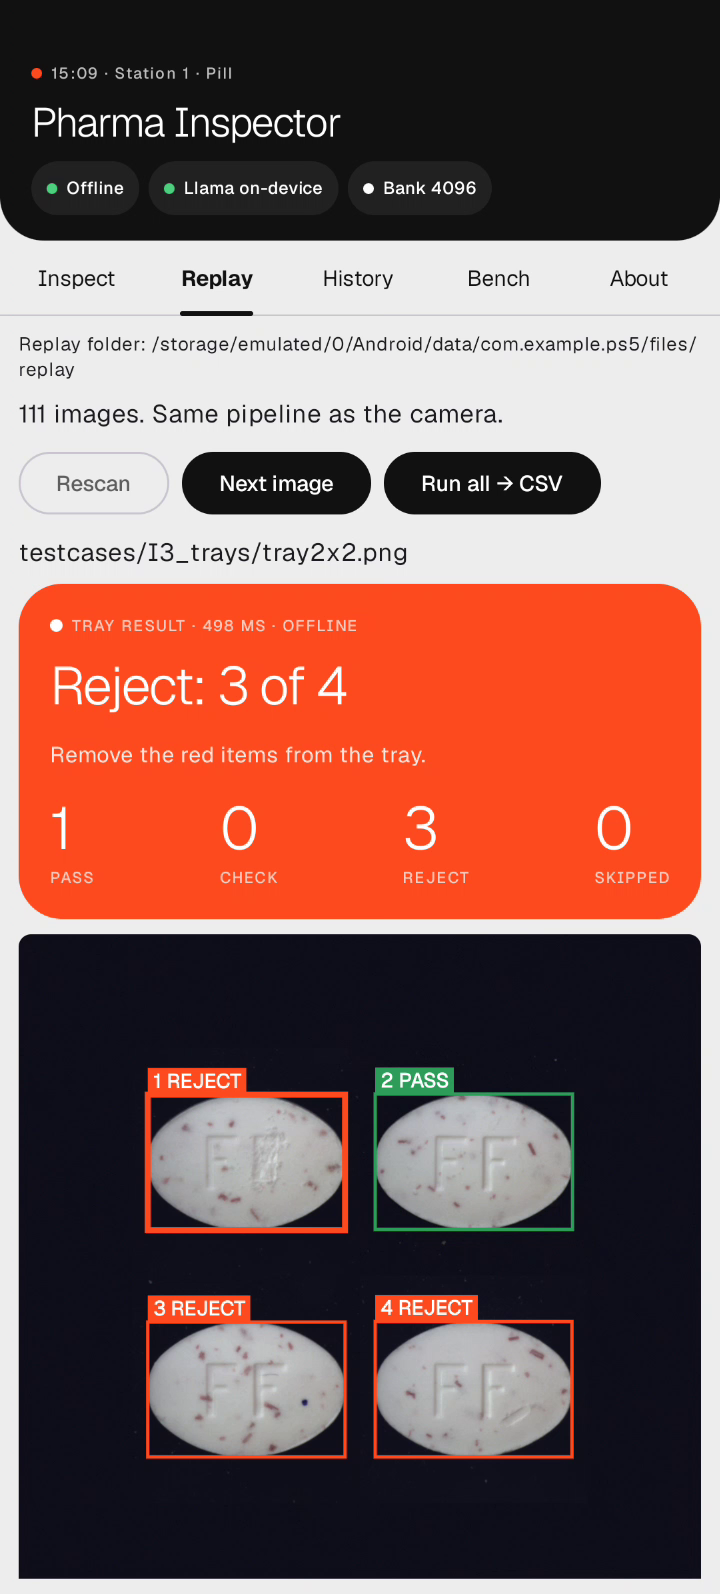 15:09 · Station 1 · Pill
Pharma Inspector
Offline
Llama on-device
Bank 4096
Inspect
Replay
History
Bench
About
Replay folder: /storage/emulated/0/Android/data/com.example.ps5/files/
replay
111 images. Same pipeline as the camera.
Rescan
Next image
Run all → CSV
testcases/I3_trays/tray2x2.png
TRAY RESULT · 498 MS · OFFLINE
Reject: 3 of 4
Remove the red items from the tray.
1
0
3
0
PASS
CHECK
REJECT
SKIPPED
1 REJECT
2 PASS
F
FF
3 REJECT
4 REJECT
FF
FF